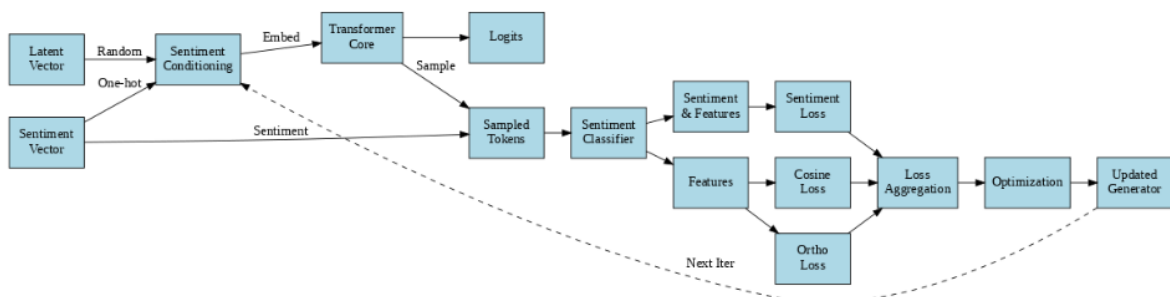 Latent
Vector
Random
Sentiment
Conditioning
One-hot
Sentiment
Vector
Embed
Transformer
Core
Logits
Sample
Sentiment
Sampled
Tokens
Sentiment
Classifier
Sentiment
& Features
Sentiment
Loss
Features
Cosine
Loss
Ortho
Loss
Loss
Aggregation
Optimization
Updated
Generator
Next Iter